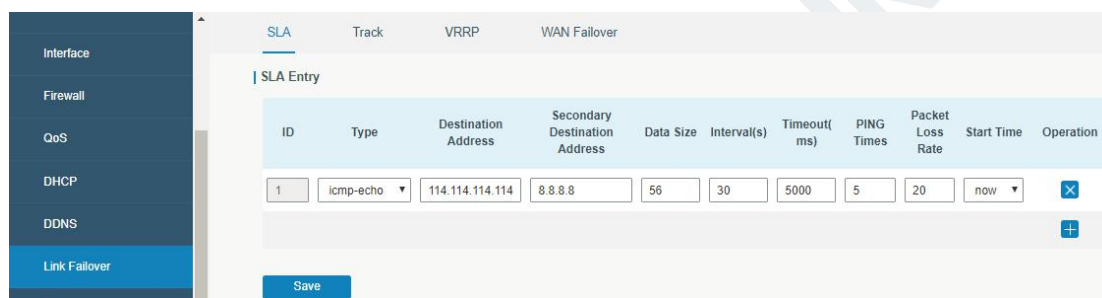 SLA Track VRRP WAN Failover
Interface
SLA Entry
Firewall
ID Type Destination Address Secondary Destination Address Data Size Interval(s) Timeout(ms) PING Times Packet Loss Rate Start Time Operation
QoS
DHCP
1 icmp-echo 114.114.114.114 8.8.8.8 56 30 5000 5 20 now
DDNS
Link Failover
Save